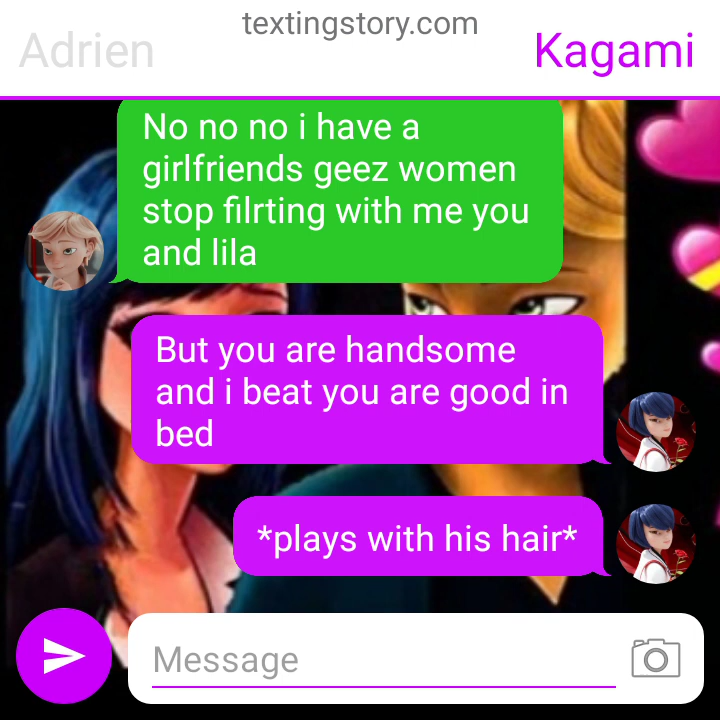 textingstory.com
Adrien
Kagami
No no no i have a
girlfriends geez women
stop filrting with me you
and lila
But you are handsome
and i beat you are good in
bed
*plays with his hair*
Message